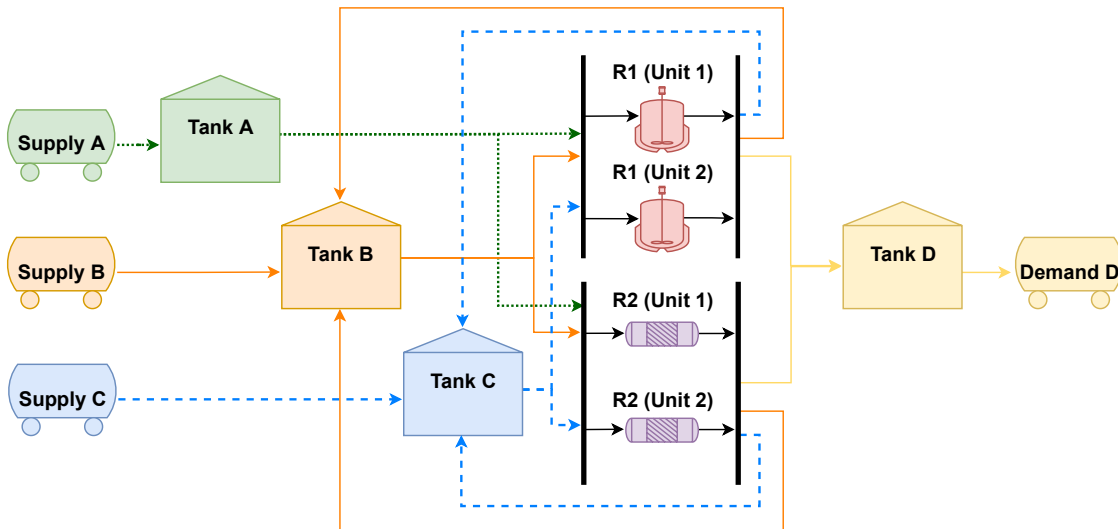 R1 (Unit 1)
Supply A
Tank A
R1 (Unit 2)
Supply B
Tank B
Tank D
Demand D
R2 (Unit 1)
Supply C
Tank C
R2 (Unit 2)